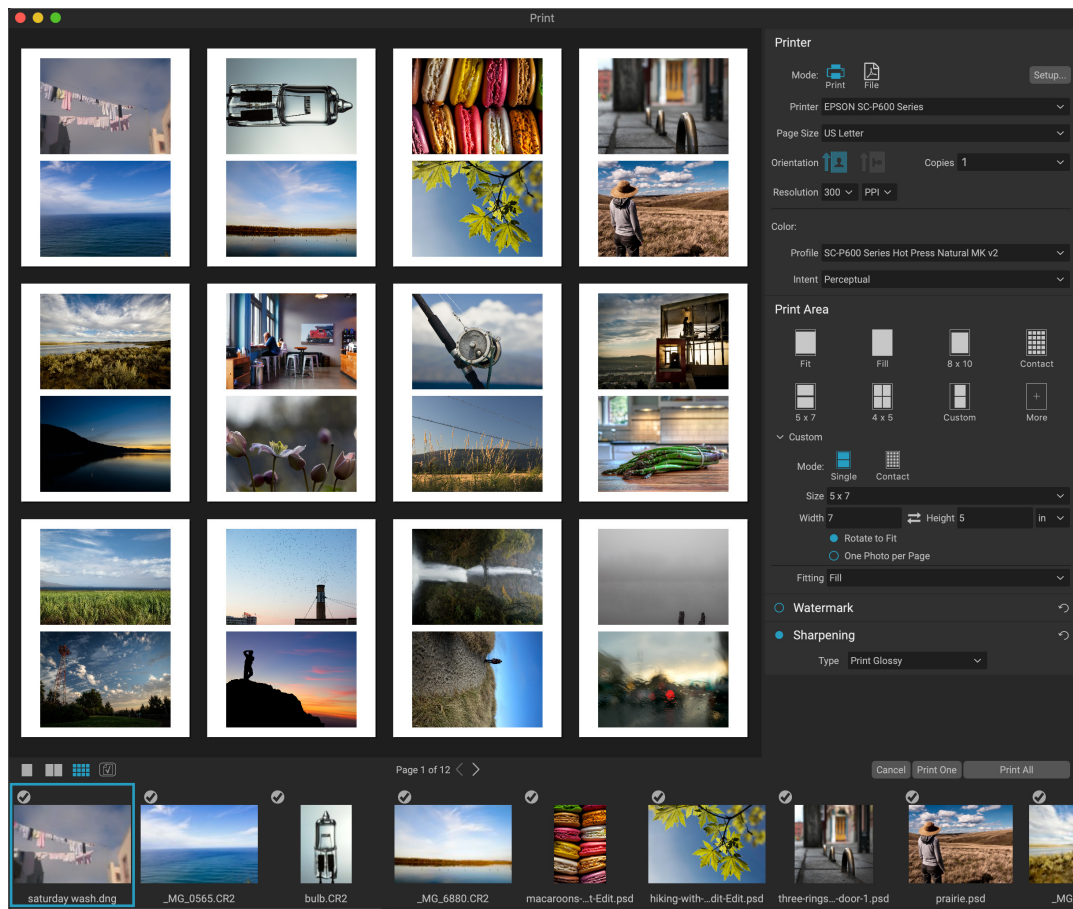 Print
Printer
Mode:
Print
File
Setup...
Printer EPSON SC-P600 Series
Page Size US Letter
Orientation
Copies 1
Resolution 300 PPI
Color:
Profile SC-P600 Series Hot Press Natural MK v2
Intent Perceptual
Print Area
Fit
Fill
8 x 10
Contact
5 x 7
4 x 5
Custom
More
Custom
Mode:
Single
Contact
Size 5 x 7
Width 7
Height 5
in
Rotate to Fit
One Photo per Page
Fitting Fill
Watermark
Sharpening
Type Print Glossy
Page 1 of 12
Cancel
Print One
Print All
saturday wash.dng
_MG_0565.CR2
bulb.CR2
_MG_6880.CR2
macaroons-...t-Edit.psd
hiking-with-...dit-Edit.psd
three-rings...-door-1.psd
prairie.psd
_MG